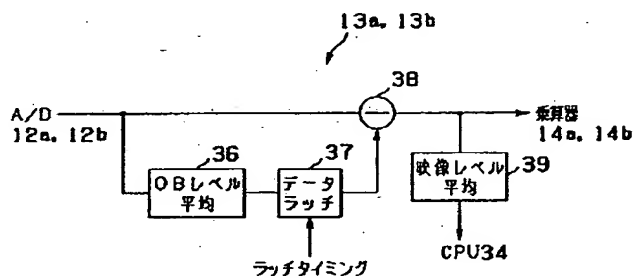 13a. 13b
38
A/D
12a. 12b
乗算器
14a. 14b
36
OBレベル
平均
37
データ
ラッチ
映像レベル
平均
39
CPU34
ラッチタイミング